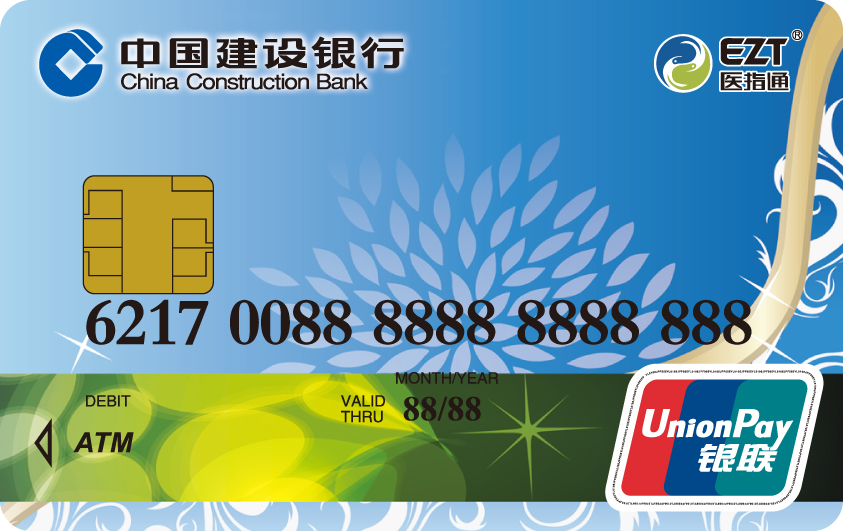 中国建设银行
China Construction Bank
EZT®
医指通
6217 0088 8888 8888 888
MONTH/YEAR
DEBIT
VALID
THRU
88/88
ATM
UnionPay
银联